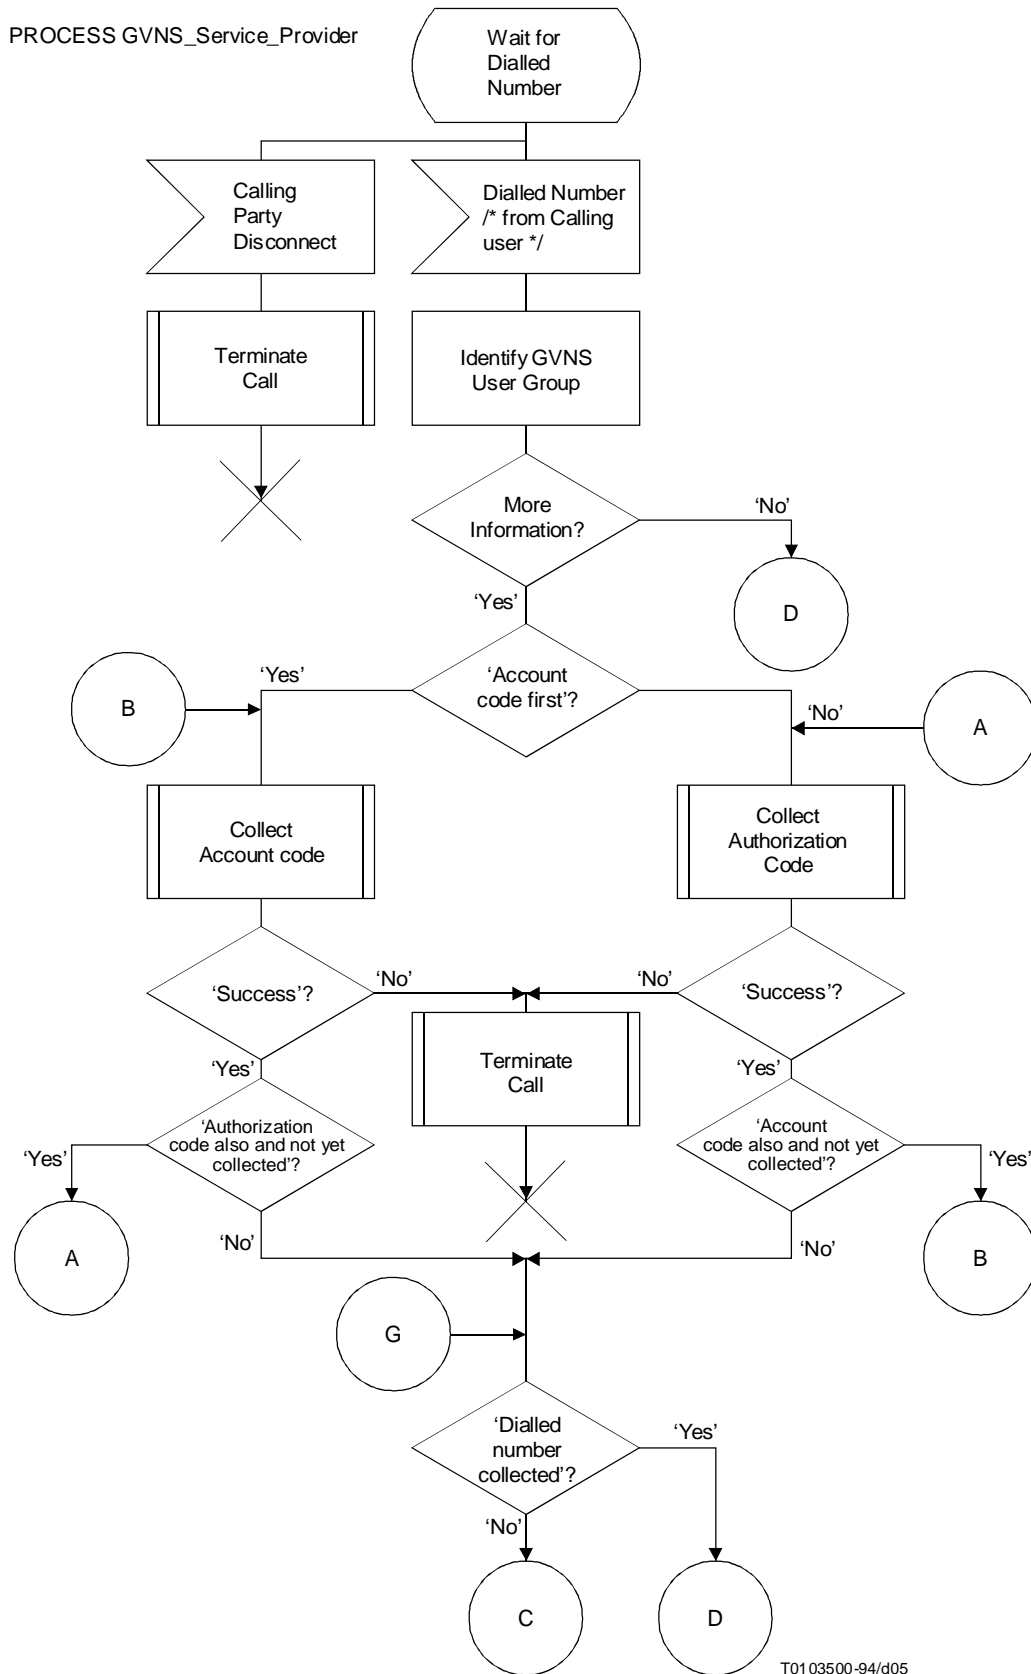 PROCESS GVNS_Service_Provider
Wait for
Dialled
Number
Calling
Party
Disconnect
Dialled Number
/* from Calling
user */
Terminate
Call
Identify GVNS
User Group
More
Information?
‘No’
D
‘Yes’
‘Account
code first’?
‘Yes’
B
‘No’
A
Collect
Account code
Collect
Authorization
Code
‘Success’?
‘No’
‘No’
‘Success’?
Terminate
Call
‘Yes’
‘Yes’
‘Authorization
code also and not yet
collected’?
‘Account
code also and not yet
collected’?
‘Yes’
‘Yes’
A
B
‘No’
‘No’
G
‘Dialled
number
collected’?
‘Yes’
‘No’
C
D
T0103500-94/d05